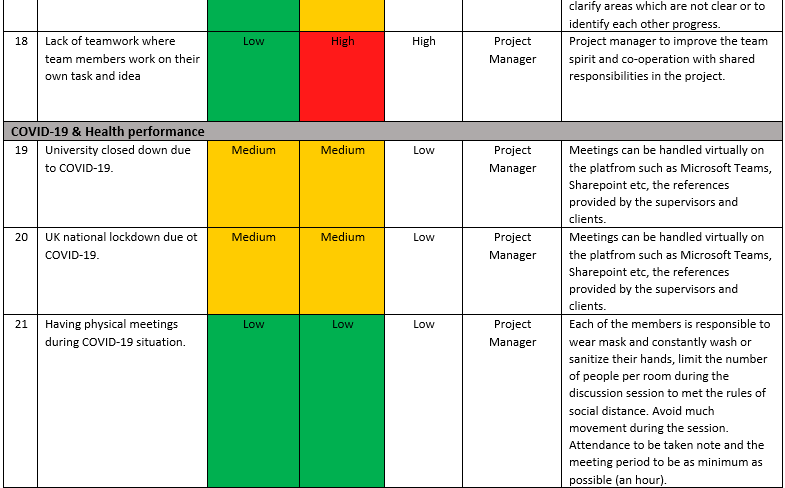 clarify areas which are not clear or to
identify each other progress.
18 Lack of teamwork where Low High High Project Project manager to improve the team
team members work on their Manager spirit and co-operation with shared
own task and idea responsibilities in the project.
COVID-19 & Health performance
19 University closed down due Medium Medium Low Project Meetings can be handled virtually on
to COVID-19. Manager the platfrom such as Microsoft Teams,
Sharepoint etc, the references
provided by the supervisors and
clients.
20 UK national lockdown due ot Medium Medium Low Project Meetings can be handled virtually on
COVID-19. Manager the platfrom such as Microsoft Teams,
Sharepoint etc, the references
provided by the supervisors and
clients.
21 Having physical meetings Low Low Low Project Each of the members is responsible to
during COVID-19 situation. Manager wear mask and constantly wash or
sanitize their hands, limit the number
of people per room during the
discussion session to met the rules of
social distance. Avoid much
movement during the session.
Attendance to be taken note and the
meeting period to be as minimum as
possible (an hour).